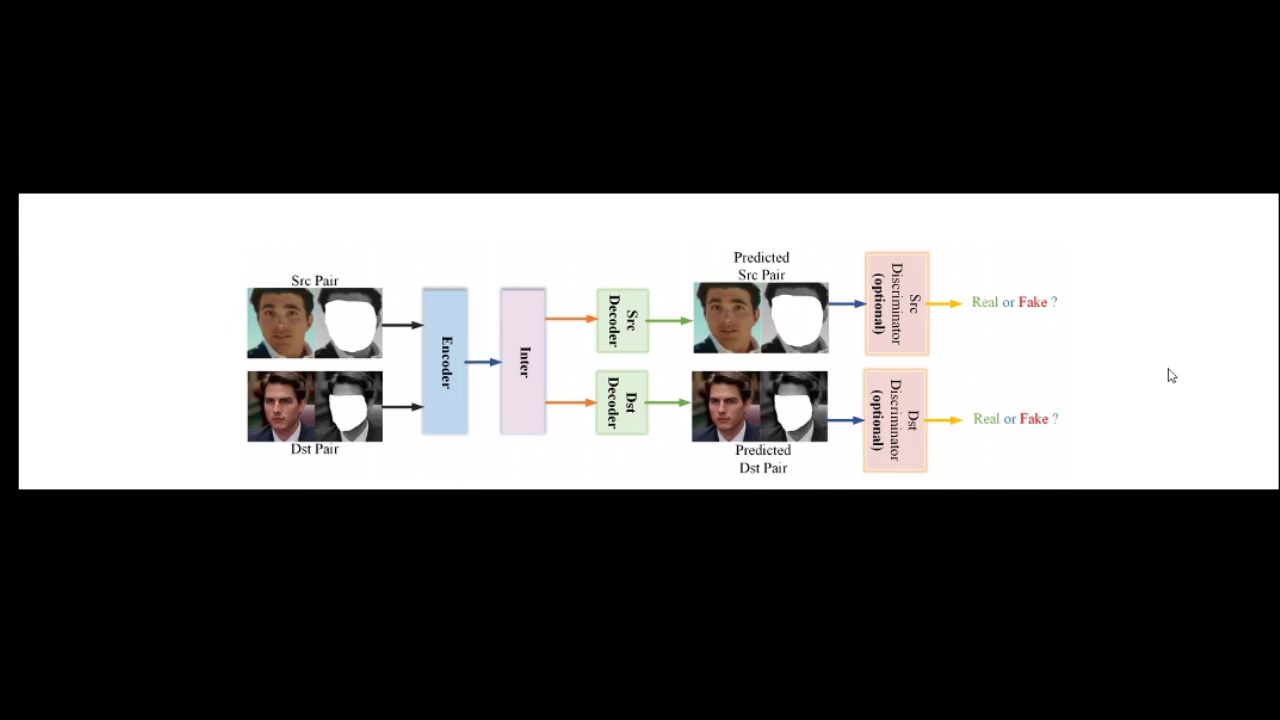 Src Pair
Dst Pair
Encoder
Inter
Src
Decoder
Dst
Decoder
Predicted
Src Pair
Predicted
Dst Pair
Src
Discriminator
(optional)
Real or Fake ?
Dst
Discriminator
(optional)
Real or Fake ?